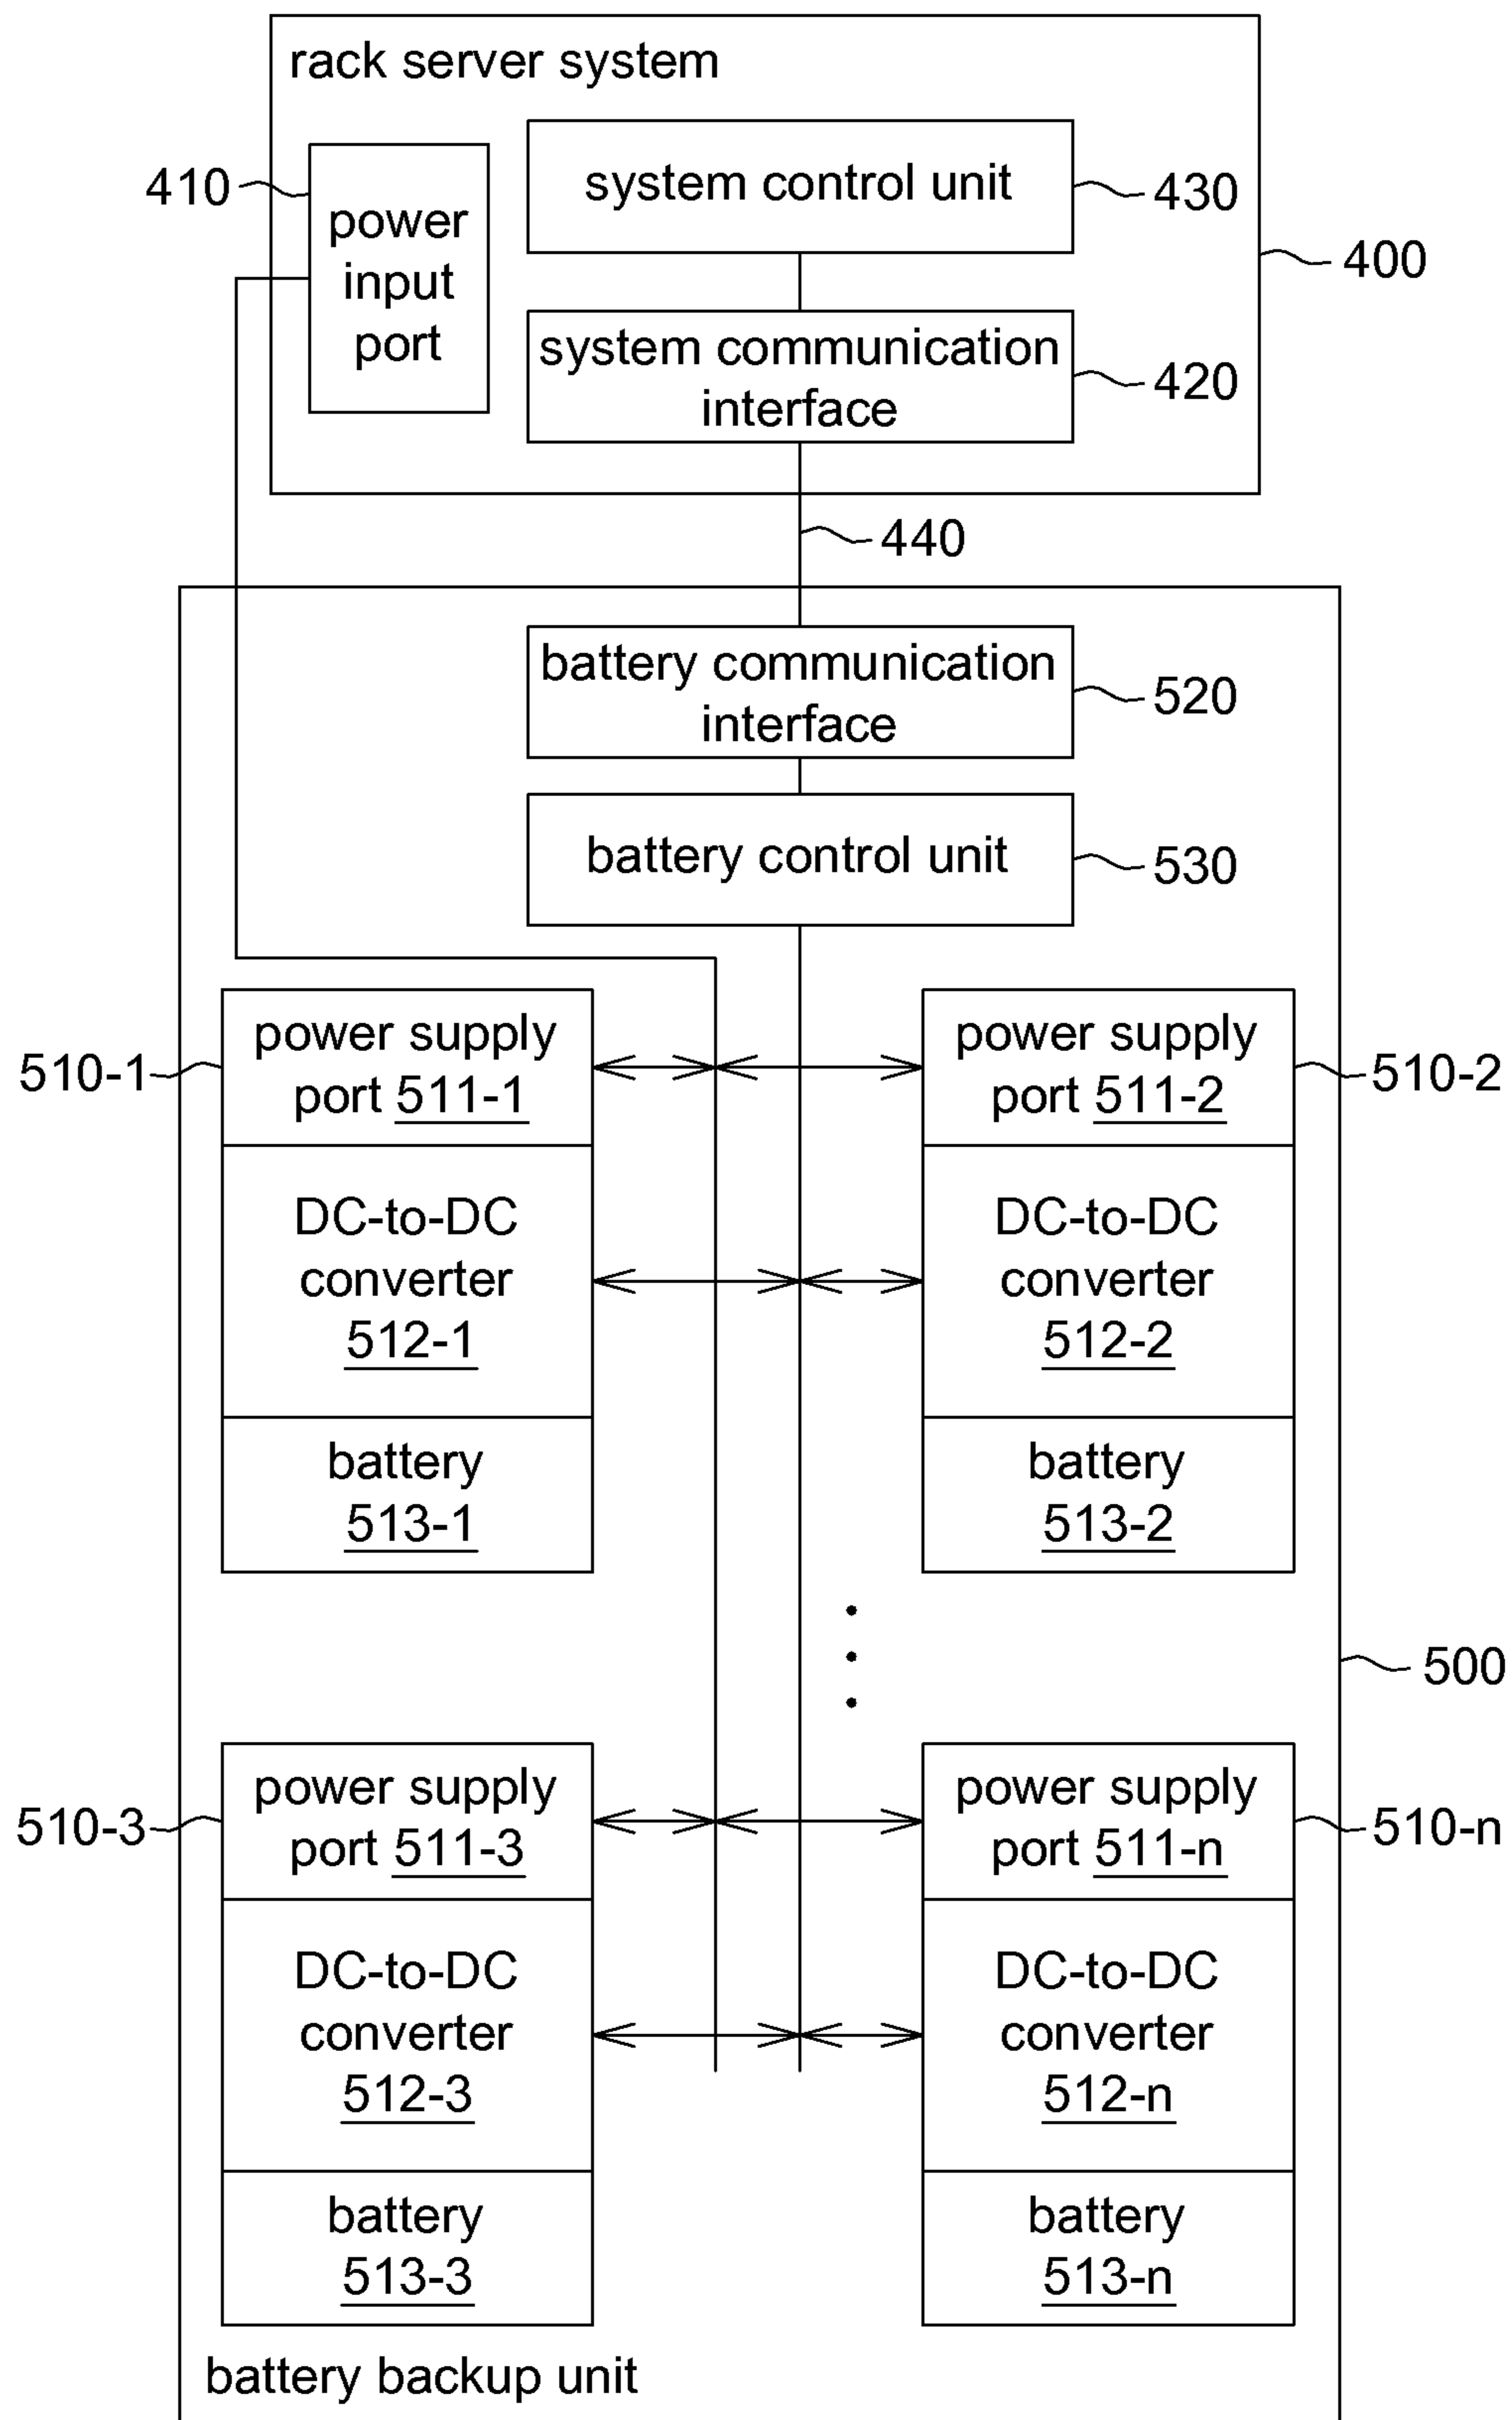 rack server system
410
power
input
port
system control unit
430
400
system communication
interface
420
440
battery communication
interface
520
battery control unit
530
510-1
power supply
port 511-1
power supply
port 511-2
510-2
DC-to-DC
converter
512-1
DC-to-DC
converter
512-2
battery
513-1
battery
513-2
500
510-3
power supply
port 511-3
power supply
port 511-n
510-n
DC-to-DC
converter
512-3
DC-to-DC
converter
512-n
battery
513-3
battery
513-n
battery backup unit